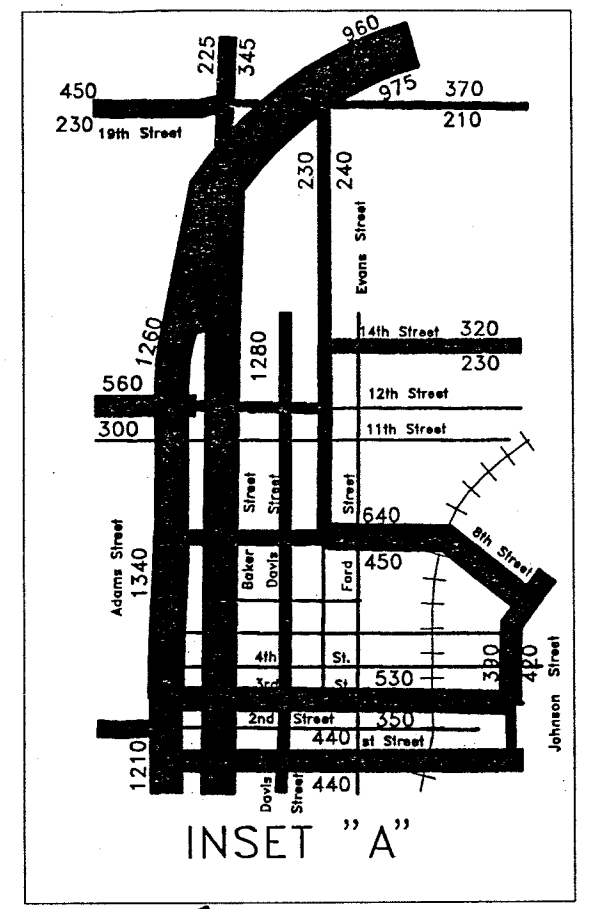 960
225
345
975
450
370
230
19th Street
210
230
240
Evans Street
1260
1280
14th Street
320
230
560
12th Street
300
11th Street
Baker Street
Davis Street
Ford Street
640
8th Street
450
Adams Street
1340
4th St.
3rd St
530
390
420
Johnson Street
2nd Street
350
440
st Street
1210
Davis Street
440
INSET "A"